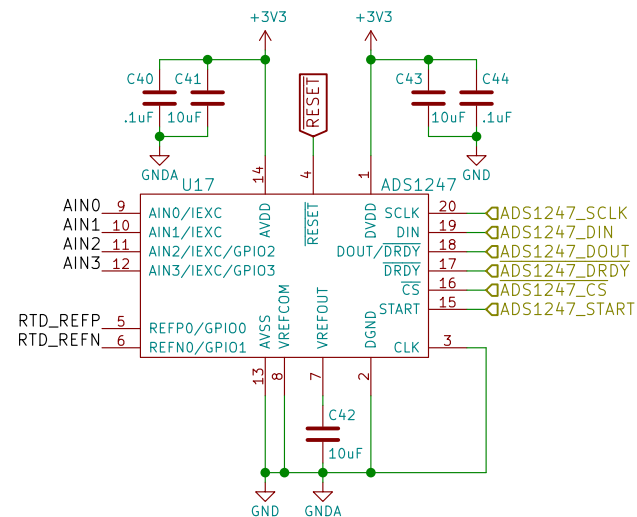 +3V3 +3V3
C40 C41 C43 C44
.1uF 10uF 10uF .1uF
RESET
GNDA GND
14 4 1
U17 ADS1247
AIN0 9 AIN0/IEXC AVDD RESET DVDD SCLK 20 ADS1247_SCLK
AIN1 10 AIN1/IEXC DIN 19 ADS1247_DIN
AIN2 11 AIN2/IEXC/GPIO2 DOUT/DRDY 18 ADS1247_DOUT
AIN3 12 AIN3/IEXC/GPIO3 DRDY 17 ADS1247_DRDY
CS 16 ADS1247_CS
START 15 ADS1247_START
RTD_REFP 5 REFP0/GPIO0 AVSS VREFCOM VREFOUT DGND
RTD_REFN 6 REFN0/GPIO1 CLK 3
13 8 7 2
C42
10uF
GND GNDA